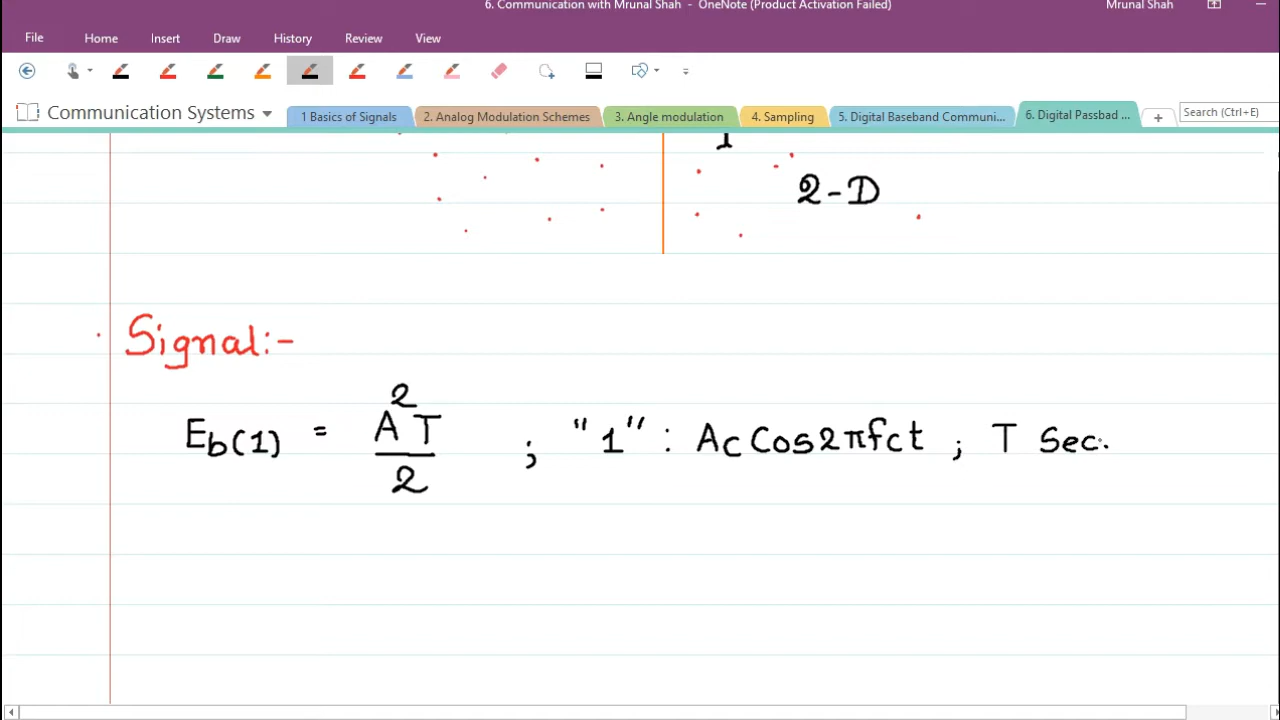 6. Communication with Mrunal Shah - OneNote (Product Activation Failed) Mrunal Shah
File Home Insert Draw History Review View
Communication Systems 1 Basics of Signals 2. Analog Modulation Schemes 3. Angle modulation 4. Sampling 5. Digital Baseband Communi... 6. Digital Passbad ... + Search (Ctrl+E)
2-D
Signal:-
Eb(1) = A²T/2 ; "1" : Ac Cos2πfct ; T Sec.